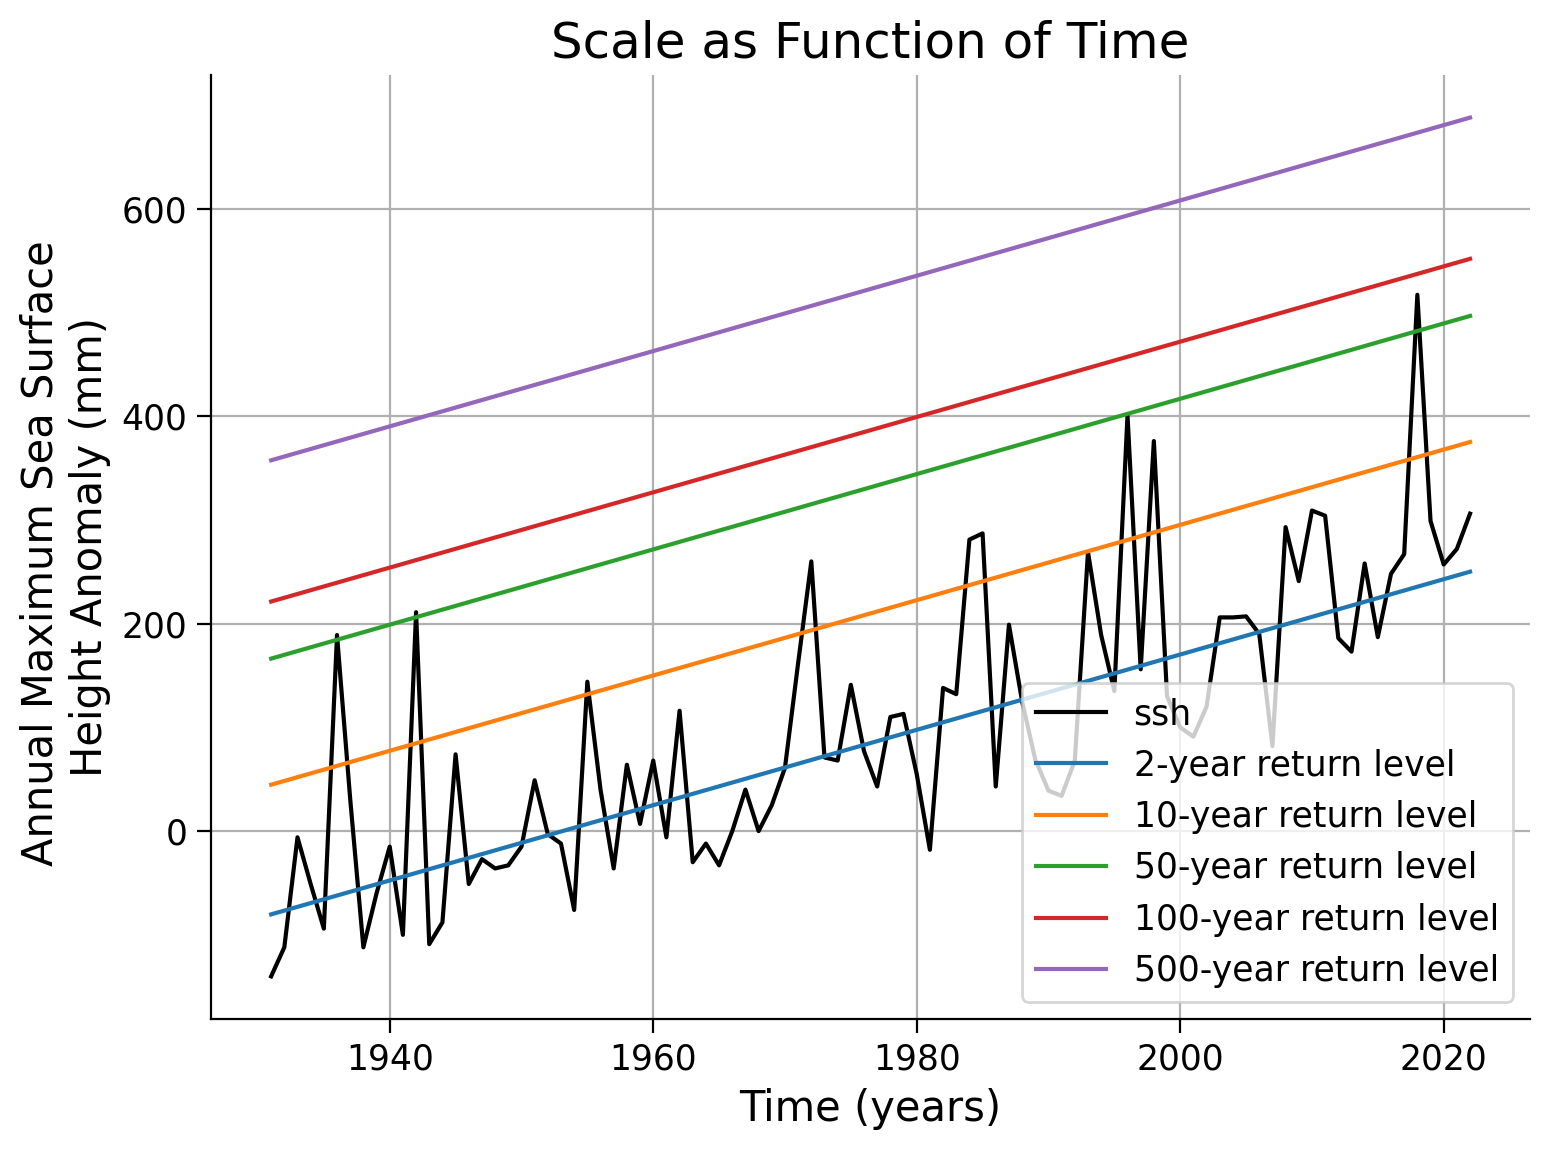 Scale as Function of Time
Annual Maximum Sea Surface
Height Anomaly (mm)
600
400
200
0
ssh
2-year return level
10-year return level
50-year return level
100-year return level
500-year return level
1940
1960
1980
2000
2020
Time (years)